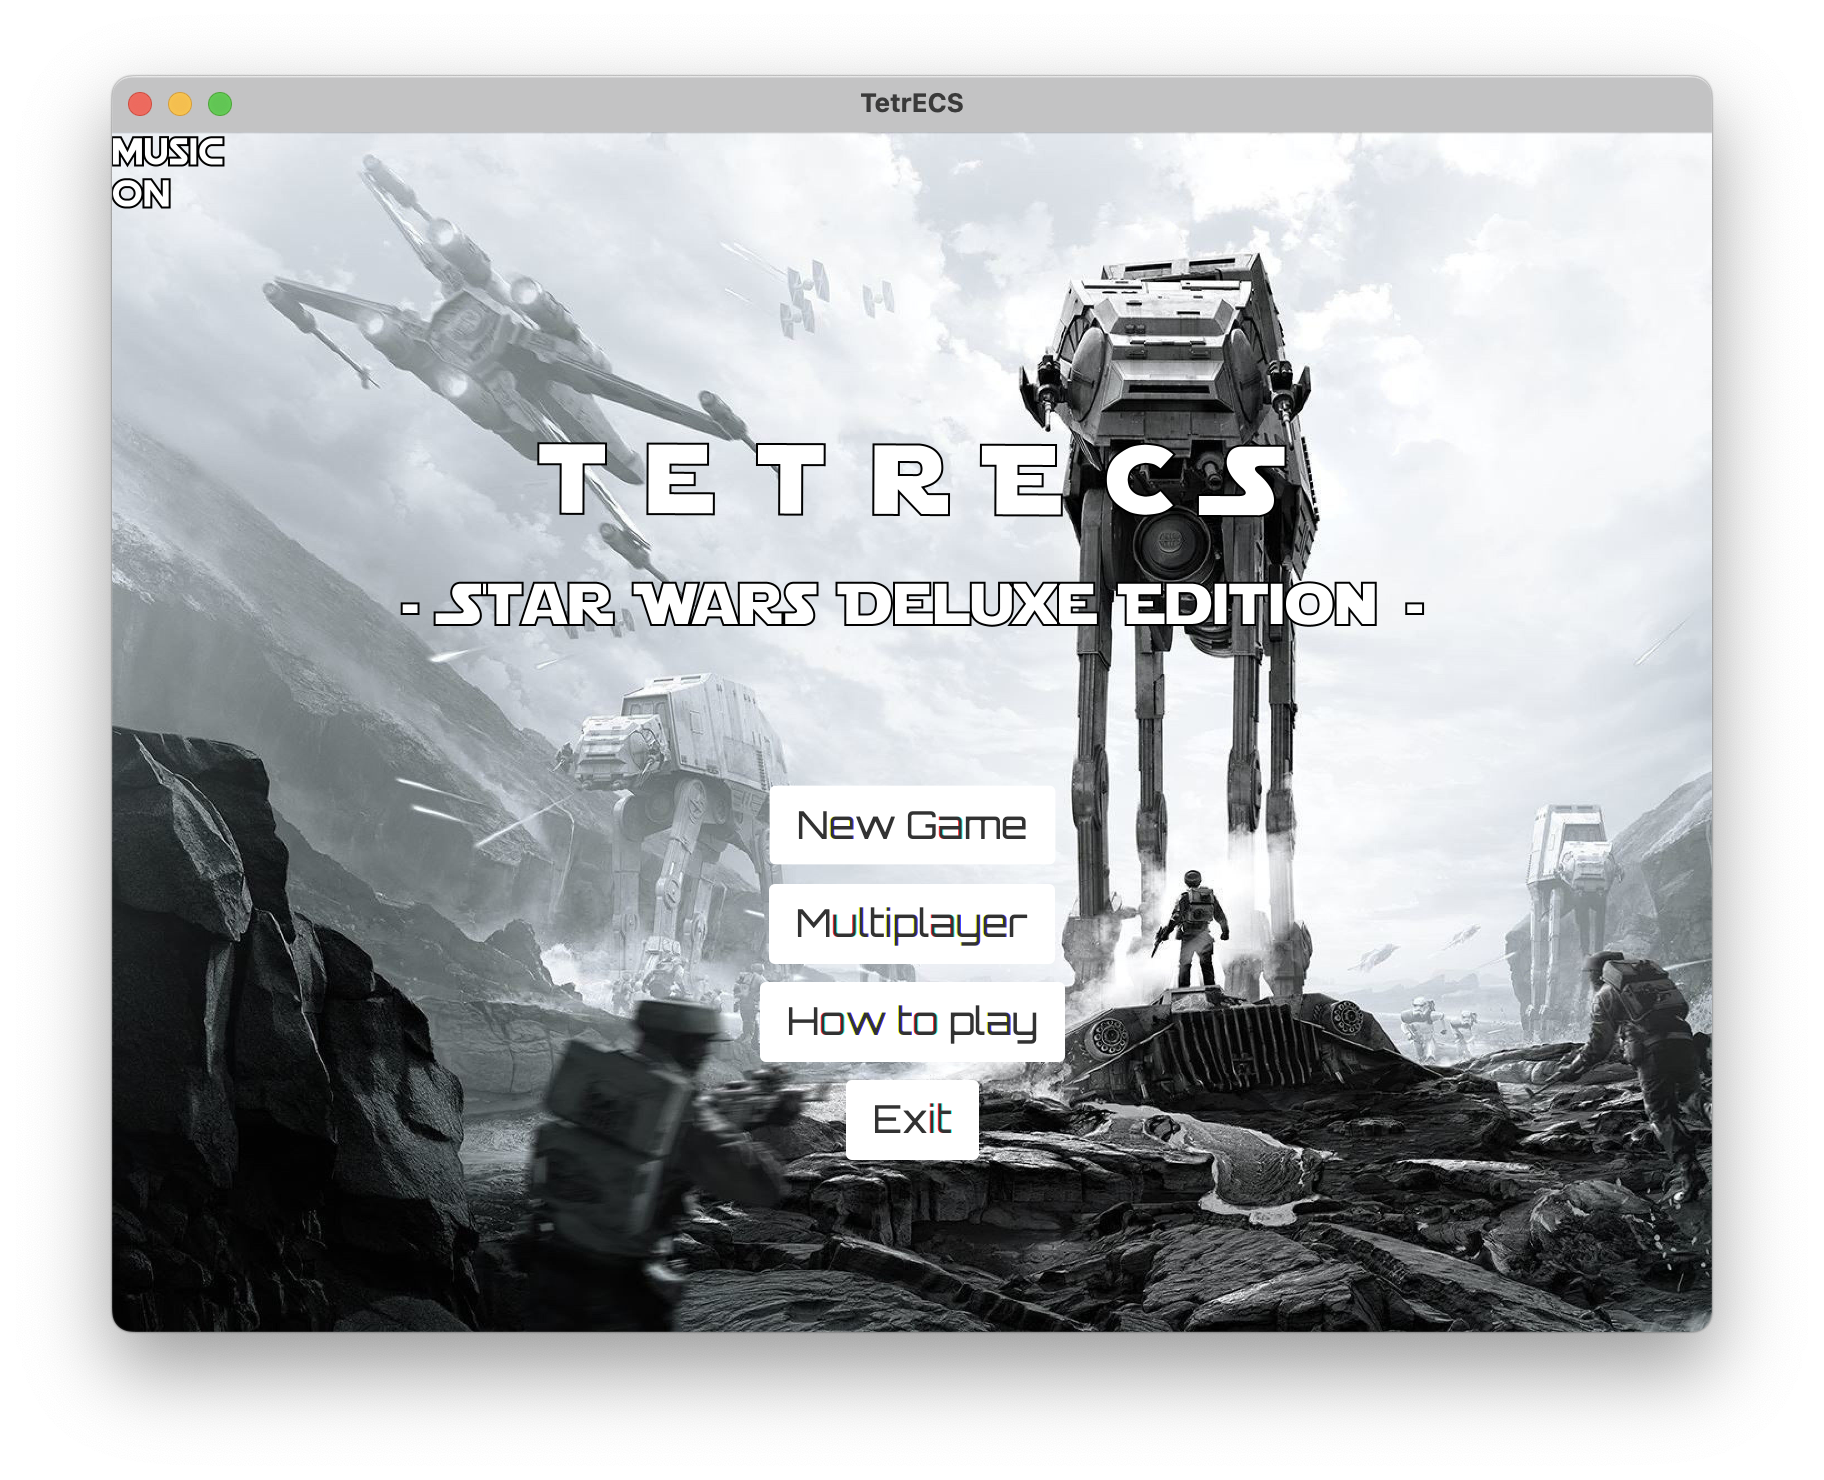 TetrECS
MUSIC
ON
TETRECS
- STAR WARS DELUXE EDITION -
New Game
Multiplayer
How to play
Exit